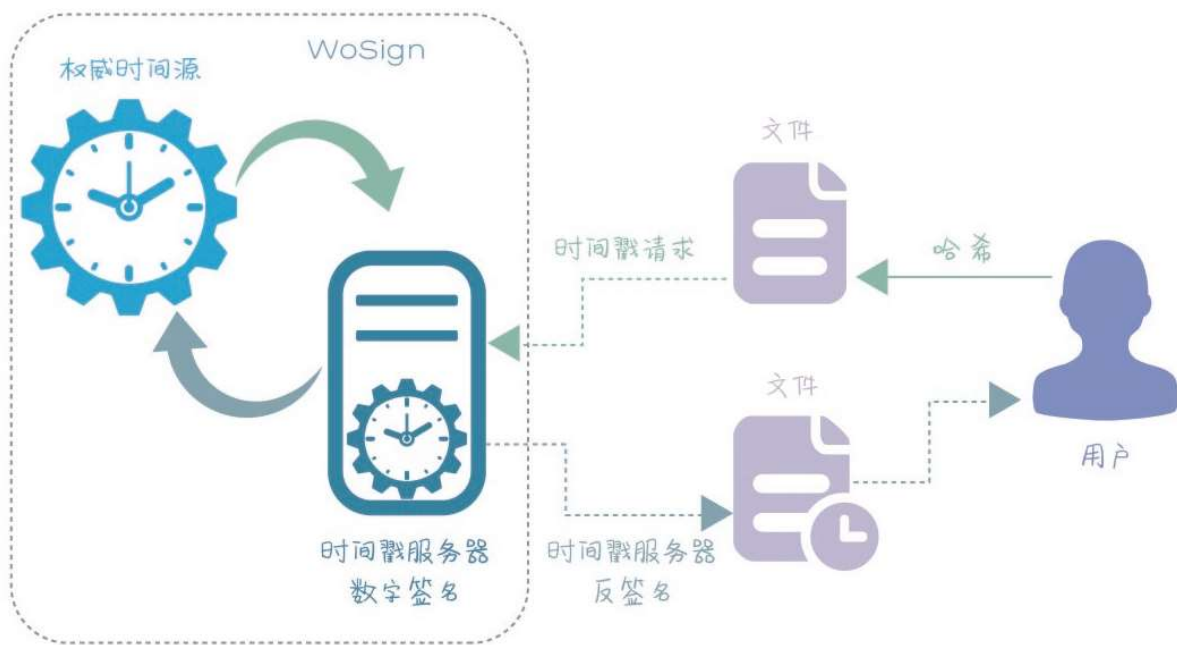 WoSign
权威时间源
文件
时间戳请求
哈希
文件
用户
时间戳服务器
数字签名
时间戳服务器
反签名